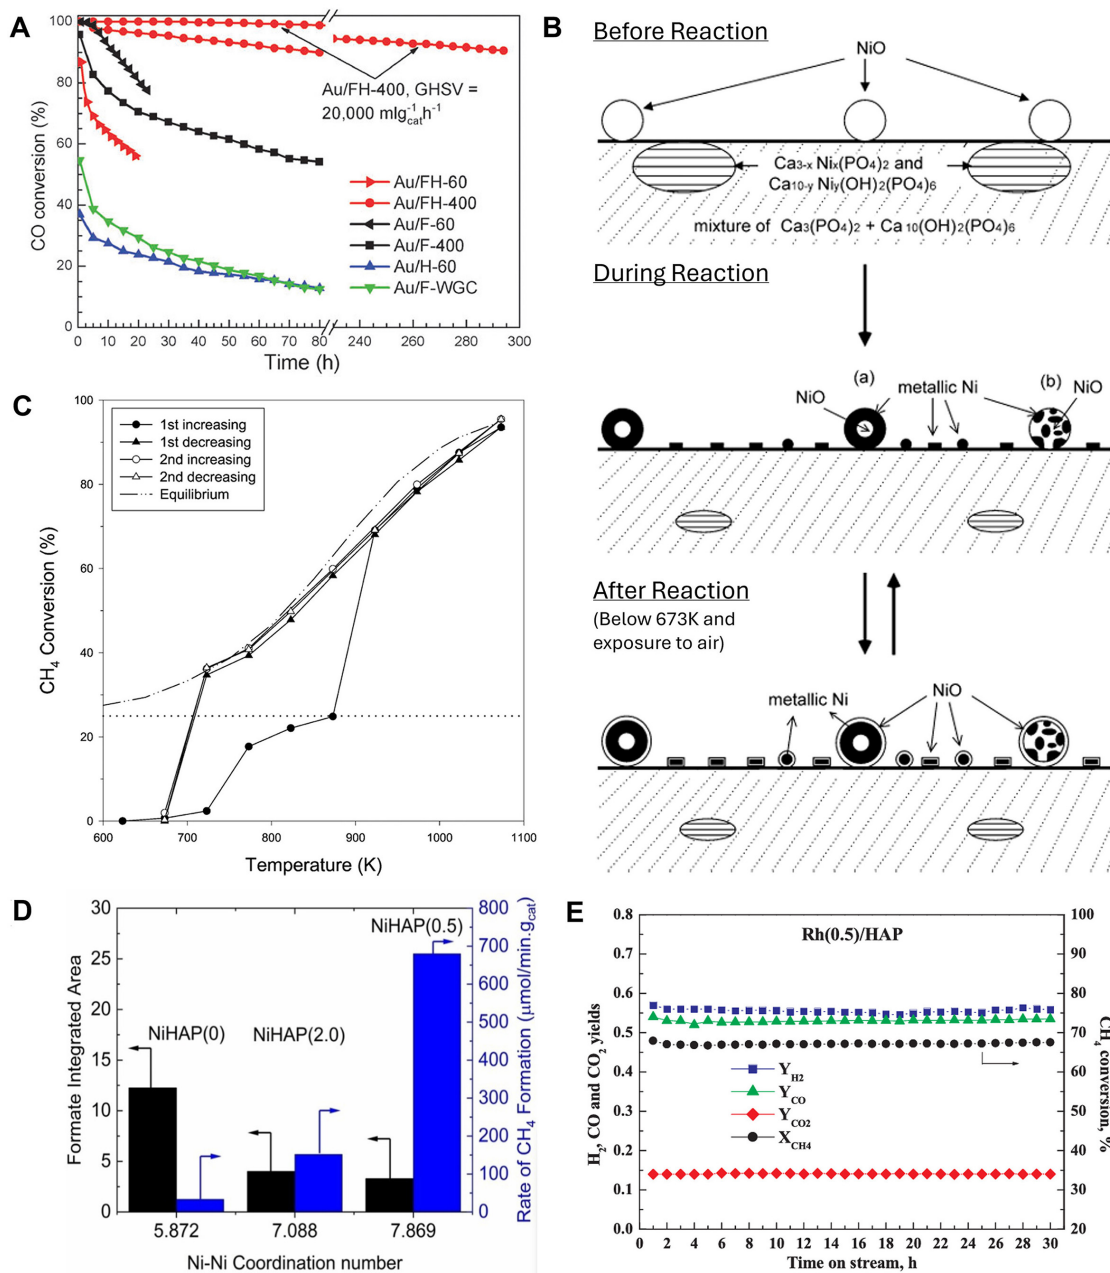 A
CO conversion (%)
100
80
60
40
20
0
Au/FH-400, GHSV =
20,000 mlg⁻¹cat h⁻¹
Au/FH-60
Au/FH-400
Au/F-60
Au/F-400
Au/H-60
Au/F-WGC
0 10 20 30 40 50 60 70 80 240 260 280 300
Time (h)
B
Before Reaction
NiO
Ca3-x Nix(PO4)2 and
Ca10-y Niy(OH)2(PO4)6
mixture of Ca3(PO4)2 + Ca10(OH)2(PO4)6
During Reaction
(a)
metallic Ni
(b)
NiO
NiO
After Reaction
(Below 673K and
exposure to air)
metallic Ni
NiO
C
CH4 Conversion (%)
100
80
60
40
20
0
1st increasing
1st decreasing
2nd increasing
2nd decreasing
Equilibrium
600 700 800 900 1000 1100
Temperature (K)
D
Formate Integrated Area
30
25
20
15
10
5
0
NiHAP(0)
NiHAP(2.0)
NiHAP(0.5)
800
700
600
500
400
300
200
100
0
Rate of CH4 Formation (μmol/min.gcat)
5.872 7.088 7.869
Ni-Ni Coordination number
E
H2, CO and CO2 yields
0.8
0.7
0.6
0.5
0.4
0.3
0.2
0.1
0.0
Rh(0.5)/HAP
YH2
YCO
YCO2
XCH4
100
90
80
70
60
50
40
30
20
CH4 conversion, %
0 2 4 6 8 10 12 14 16 18 20 22 24 26 28 30
Time on stream, h